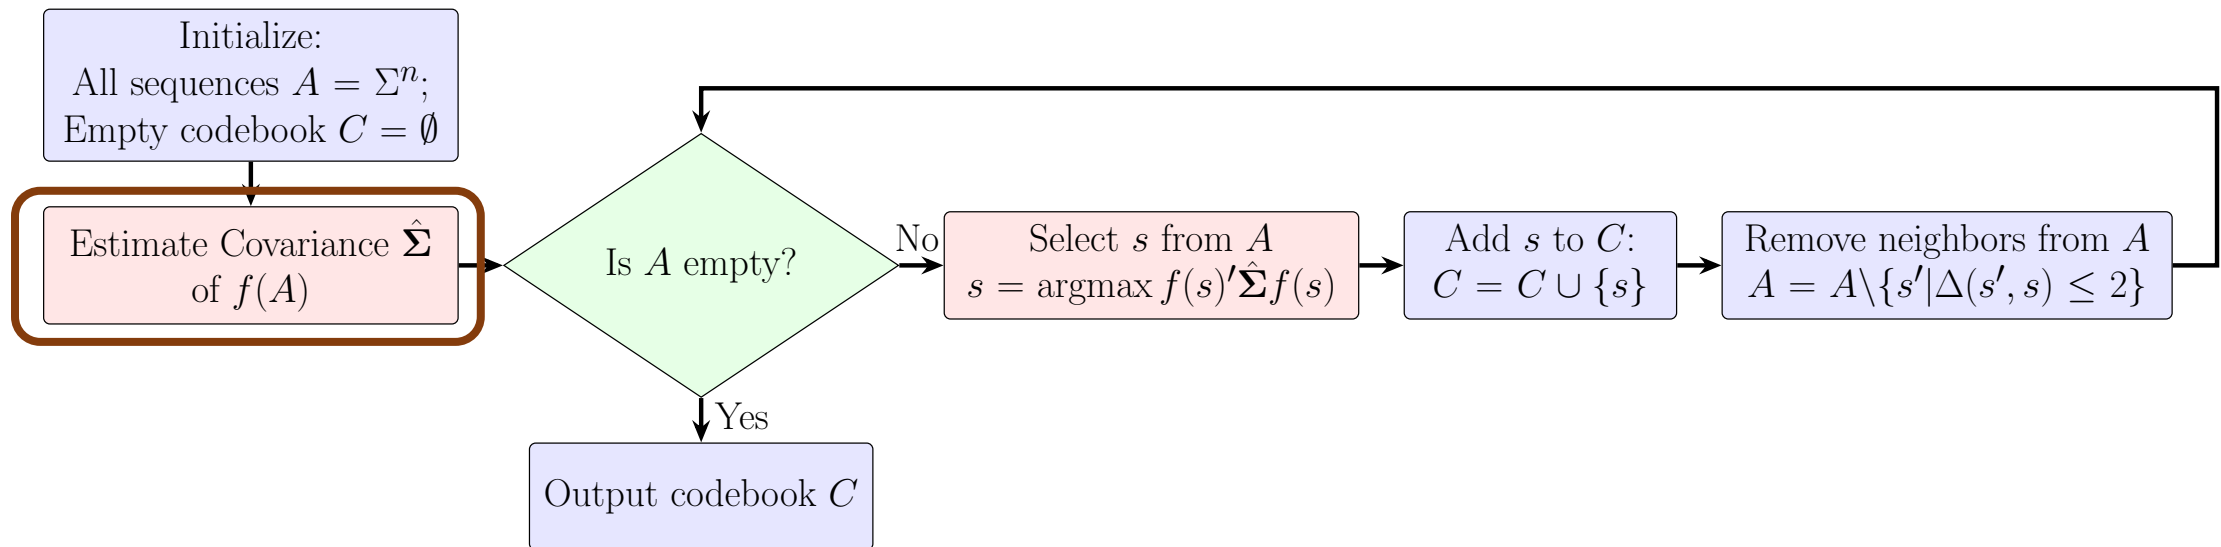 Initialize:
All sequences A = Σⁿ;
Empty codebook C = ∅
Estimate Covariance Σ̂
of f(A)
Is A empty?
No
Select s from A
s = argmax f(s)′Σ̂f(s)
Add s to C:
C = C ∪ {s}
Remove neighbors from A
A = A\{s′|Δ(s′, s) ≤ 2}
Yes
Output codebook C